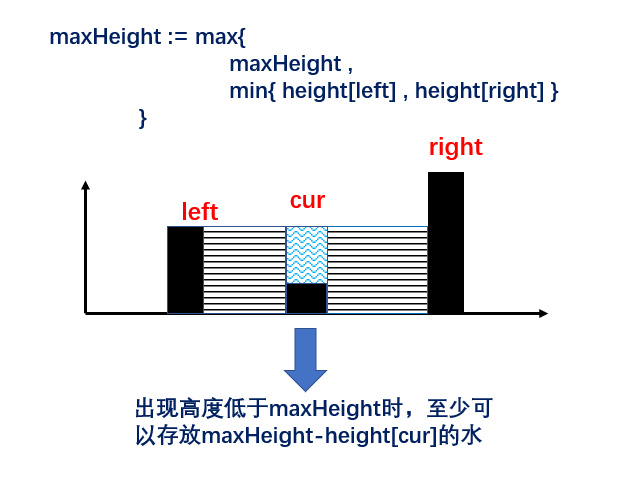 maxHeight := max{
maxHeight ,
min{ height[left] , height[right] }
}
right
cur
left
出现高度低于maxHeight时，至少可
以存放maxHeight-height[cur]的水